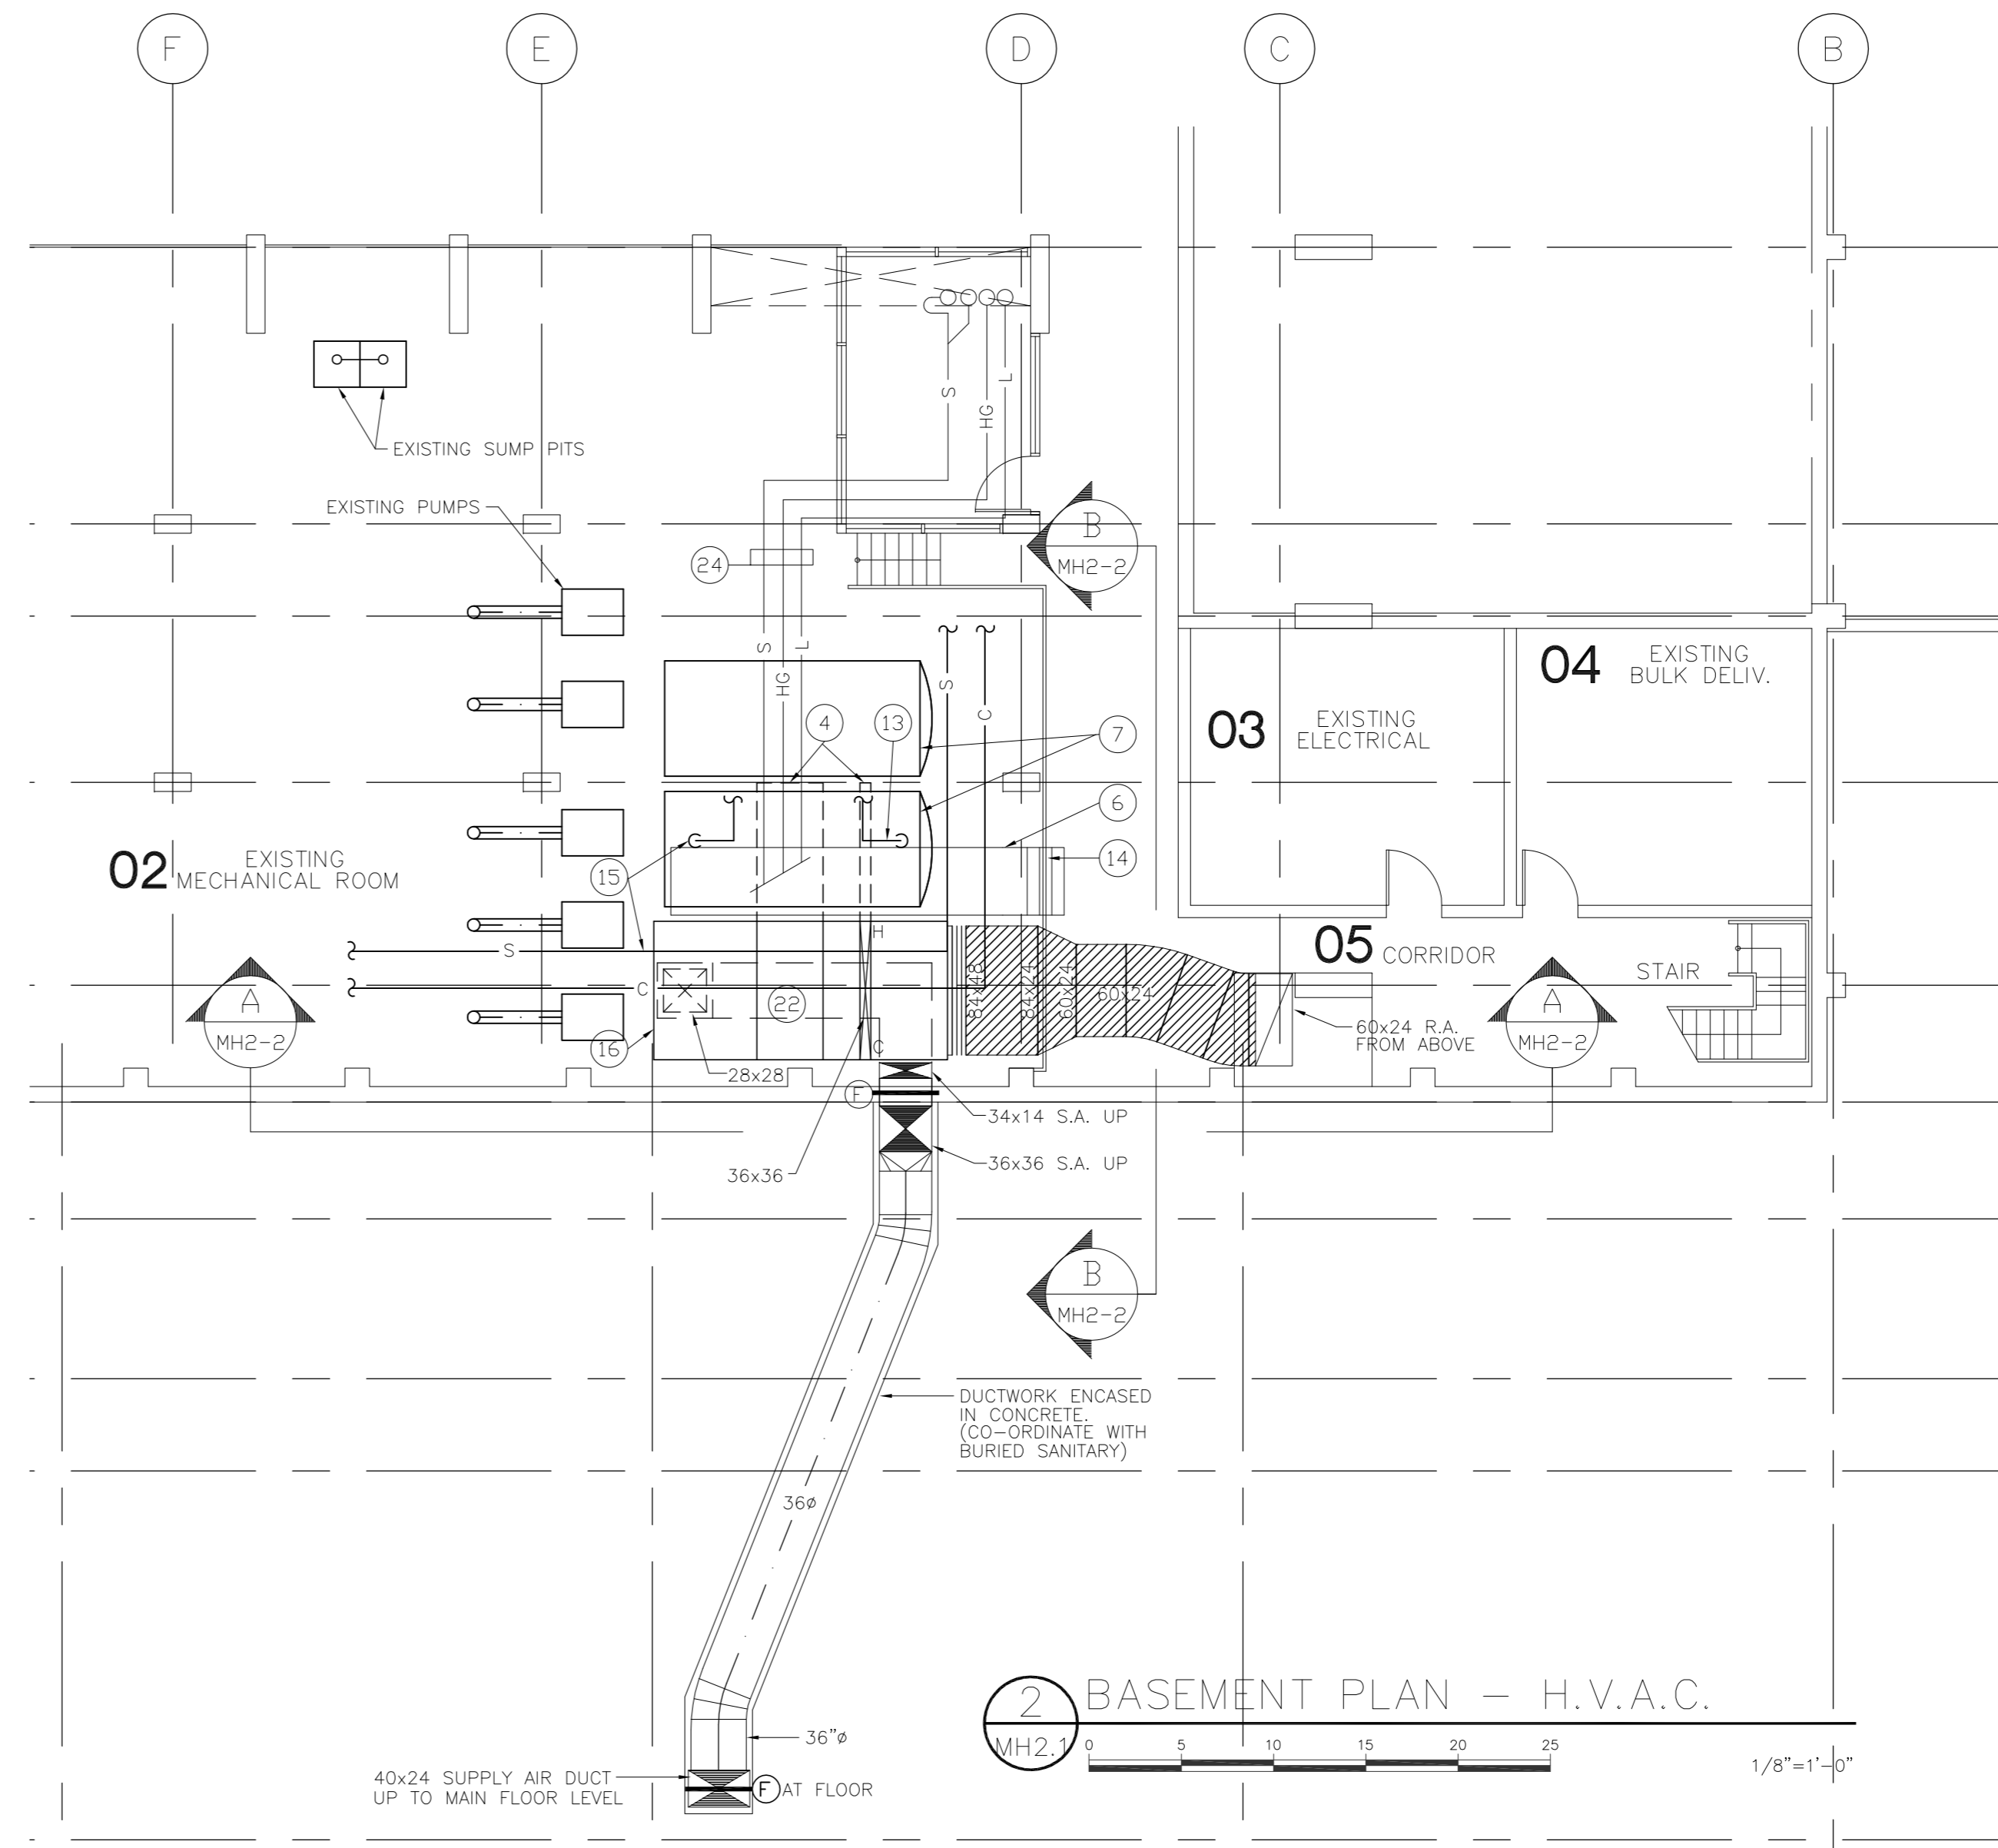 F
E
D
C
B
EXISTING SUMP PITS
EXISTING PUMPS
S
HG
L
24
B
MH2-2
S
HG
L
S
C
4
13
7
6
14
15
02
EXISTING
MECHANICAL ROOM
03
EXISTING
ELECTRICAL
04
EXISTING
BULK DELIV.
05 CORRIDOR
STAIR
S
C
H
C
22
16
28x28
84x48
84x24
60x24
60x24
60x24 R.A.
FROM ABOVE
A
MH2-2
A
MH2-2
F
34x14 S.A. UP
36x36 S.A. UP
36x36
B
MH2-2
DUCTWORK ENCASED
IN CONCRETE.
(CO-ORDINATE WITH
BURIED SANITARY)
36ø
36"ø
40x24 SUPPLY AIR DUCT
UP TO MAIN FLOOR LEVEL
F AT FLOOR
2
MH2.1
BASEMENT PLAN - H.V.A.C.
0 5 10 15 20 25
1/8"=1'-0"